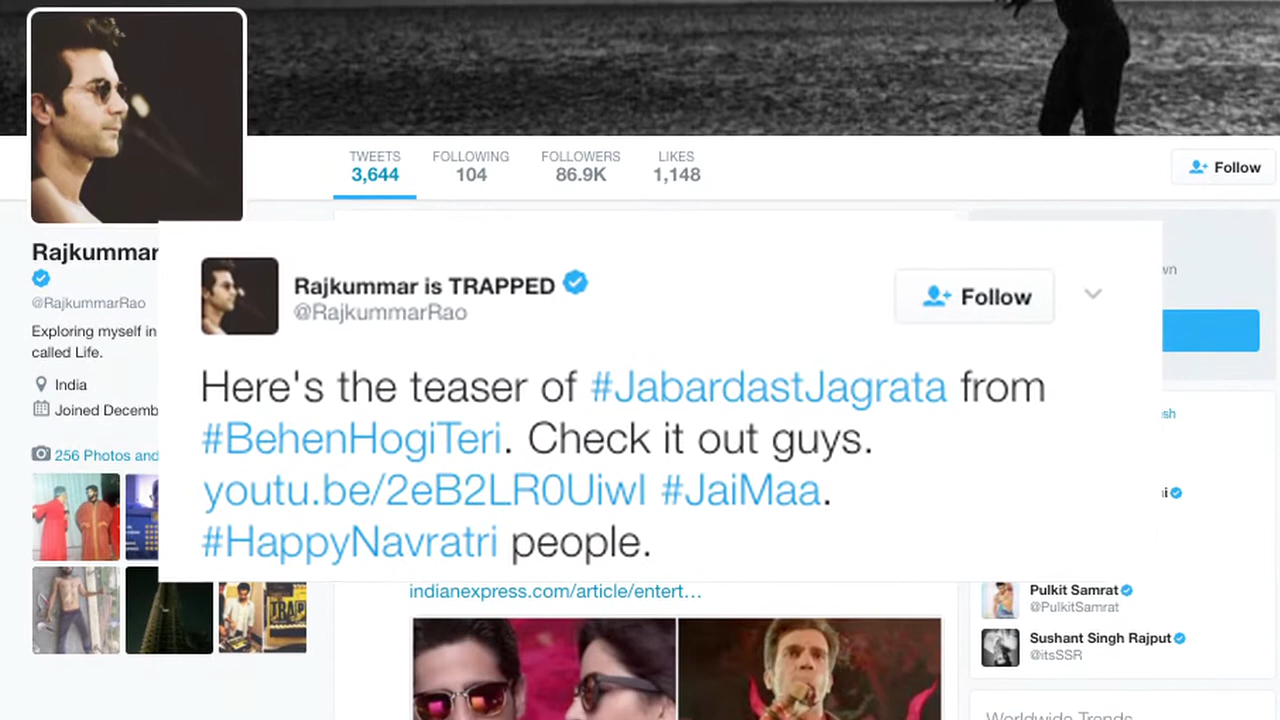 TWEETS FOLLOWING FOLLOWERS LIKES
3,644 104 86.9K 1,148
Follow
Rajkummar
@RajkummarRao
Exploring myself in
called Life.
India
Joined Decemb
256 Photos and
Rajkummar is TRAPPED
@RajkummarRao
Follow
Here's the teaser of #JabardastJagrata from
#BehenHogiTeri. Check it out guys.
youtu.be/2eB2LR0UiwI #JaiMaa.
#HappyNavratri people.
indianexpress.com/article/entert...
TRAP
wn
sh
Pulkit Samrat
@PulkitSamrat
Sushant Singh Rajput
@itsSSR
Worldwide Trends